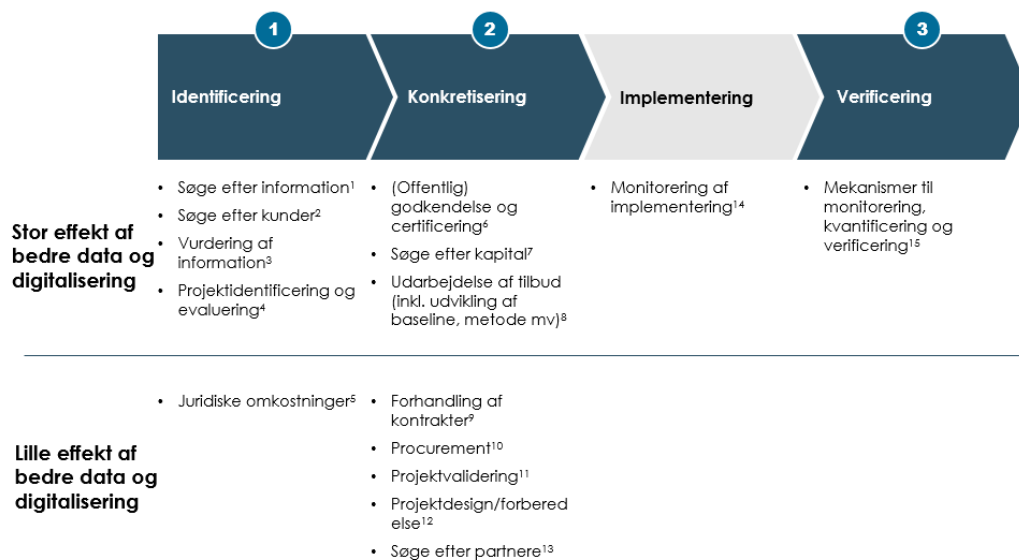 1
2
3
Identificering
Konkretisering
Implementering
Verificering
Stor effekt af
bedre data og
digitalisering
• Søge efter information¹
• Søge efter kunder²
• Vurdering af
information³
• Projektidentificering og
evaluering⁴
• (Offentlig)
godkendelse og
certificering⁶
• Søge efter kapital⁷
• Udarbejdelse af tilbud
(inkl. udvikling af
baseline, metode mv)⁸
• Monitorering af
implementering¹⁴
• Mekanismer til
monitorering,
kvantificering og
verificering¹⁵
Lille effekt af
bedre data og
digitalisering
• Juridiske omkostninger⁵
• Forhandling af
kontrakter⁹
• Procurement¹⁰
• Projektvalidering¹¹
• Projektdesign/forbered
else¹²
• Søge efter partnere¹³